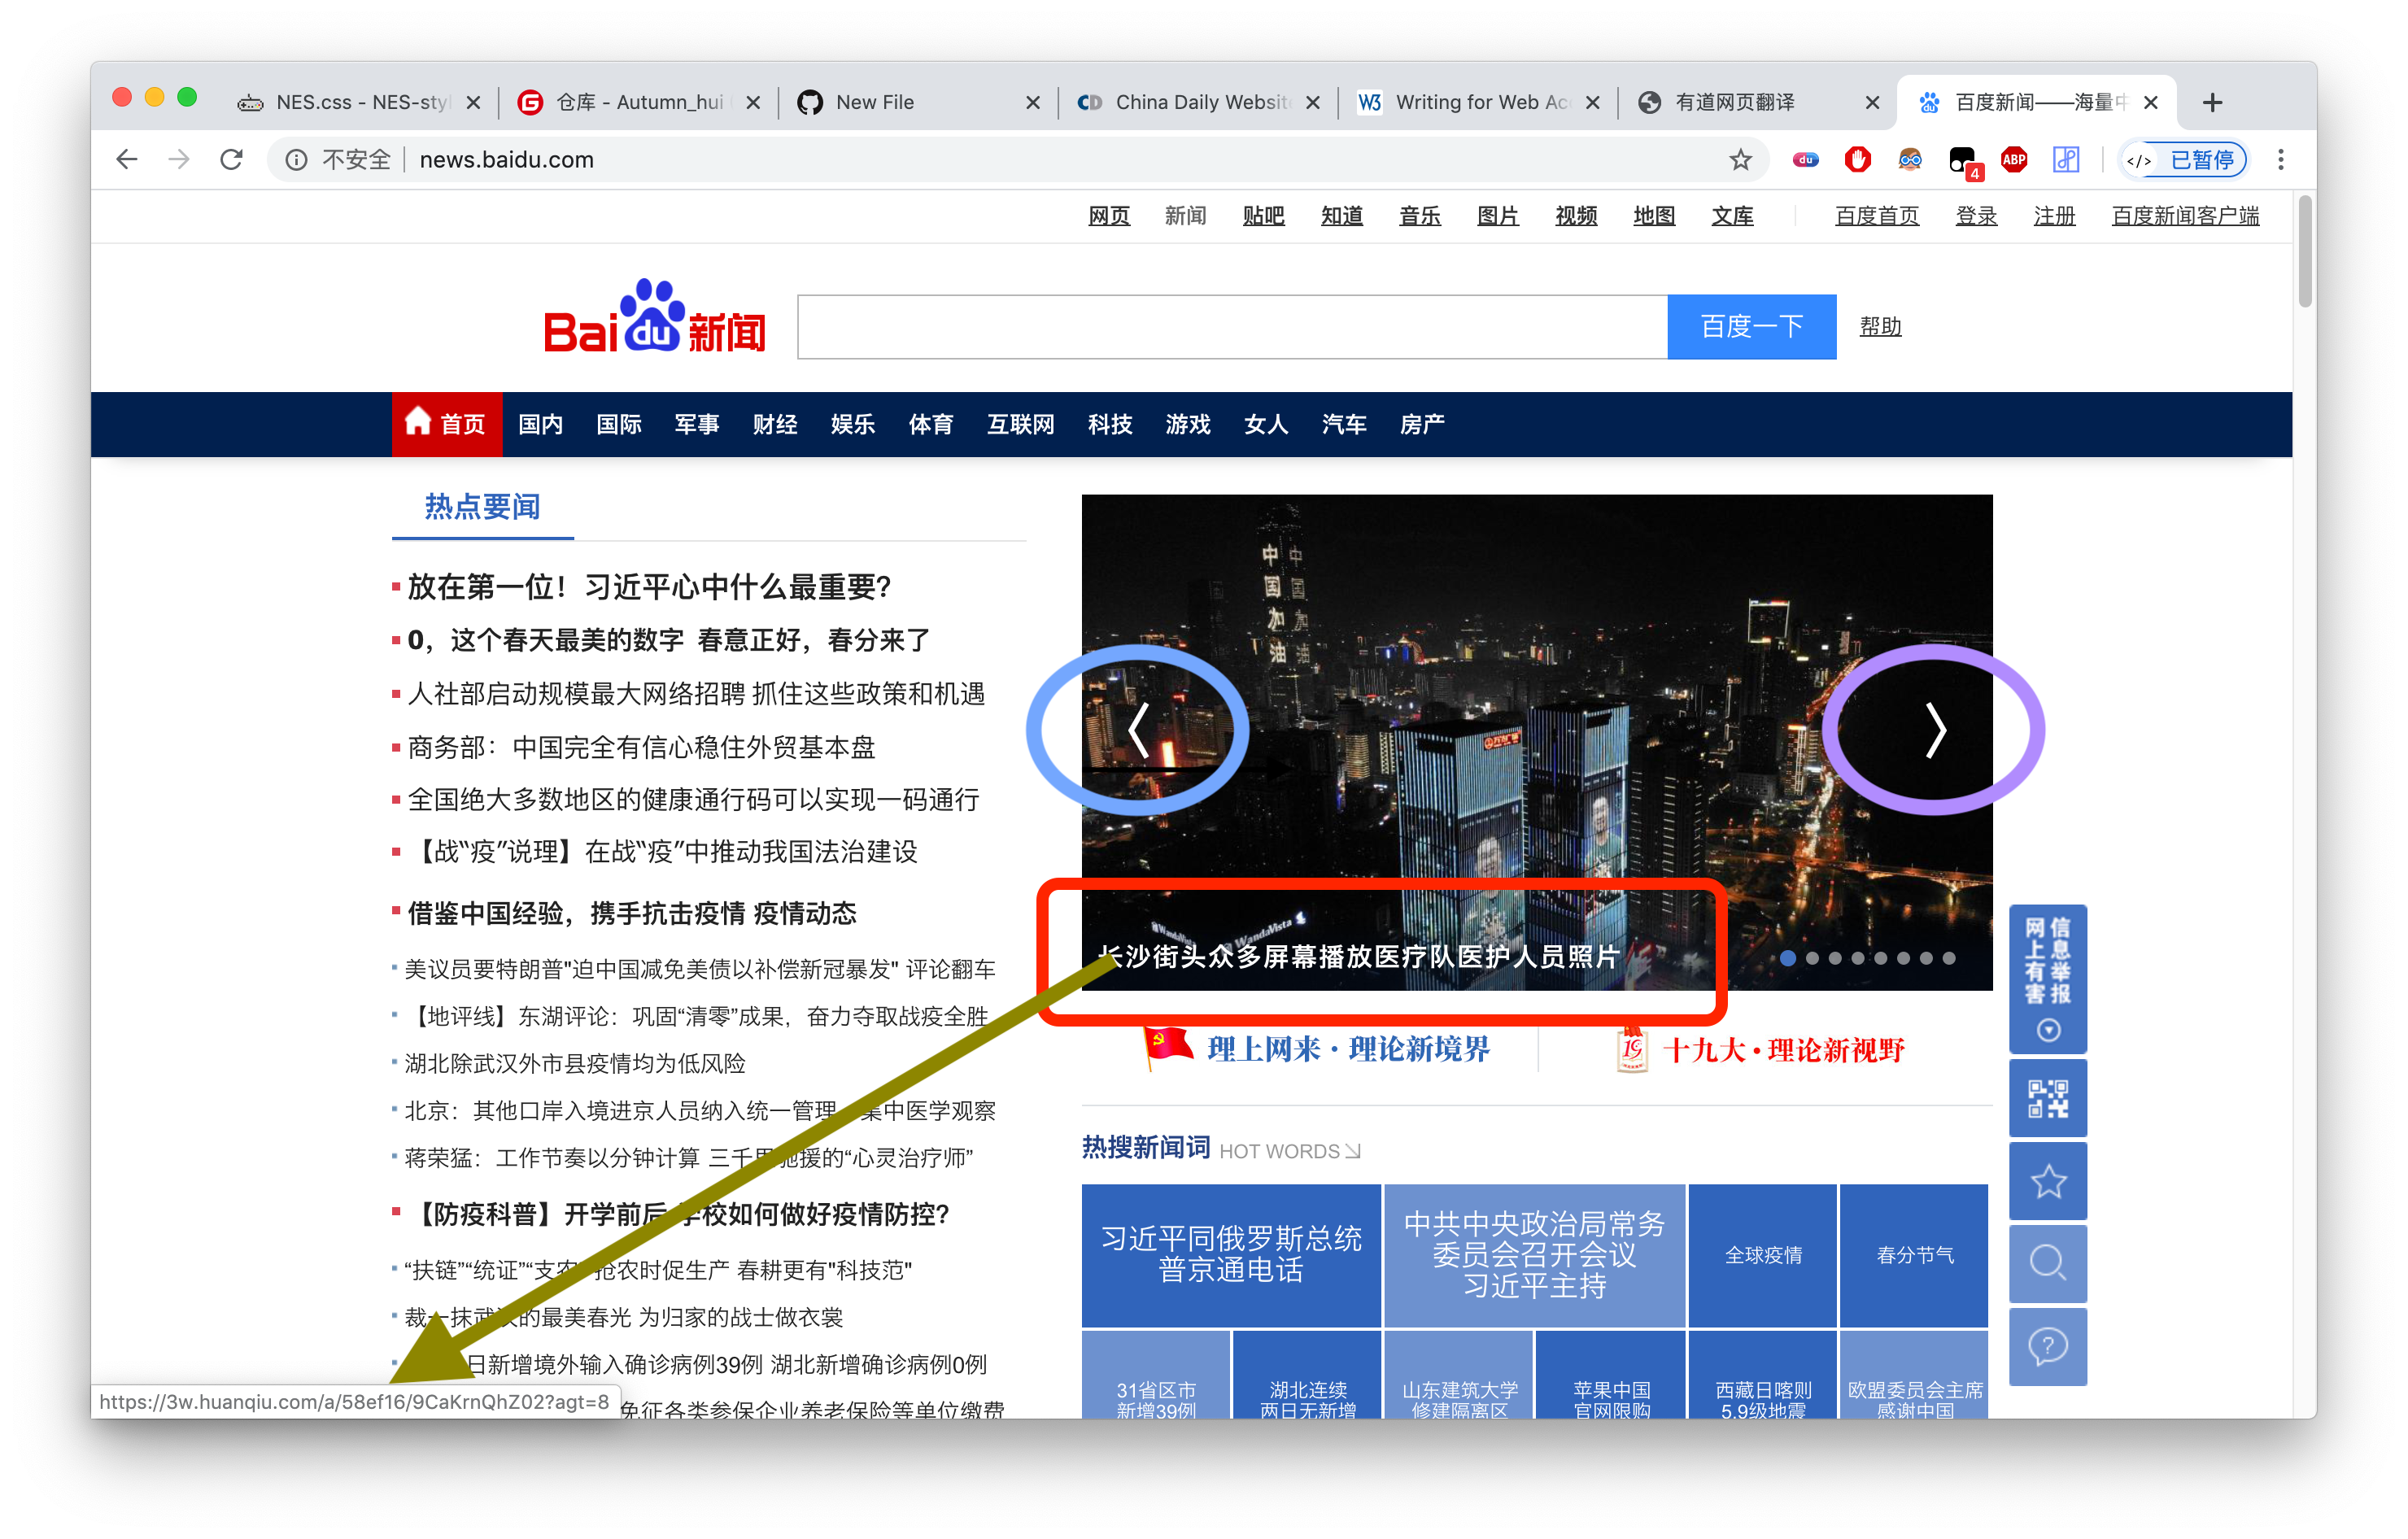 NES.css - NES-sty
仓库 - Autumn_hui
New File
China Daily Website
Writing for Web Acc
有道网页翻译
百度新闻——海量中
不安全
news.baidu.com
4
ABP
已暂停
网页 新闻 贴吧 知道 音乐 图片 视频 地图 文库 百度首页 登录 注册 百度新闻客户端
Baidu新闻
百度一下
帮助
首页 国内 国际 军事 财经 娱乐 体育 互联网 科技 游戏 女人 汽车 房产
热点要闻
放在第一位！习近平心中什么最重要?
0，这个春天最美的数字 春意正好，春分来了
人社部启动规模最大网络招聘 抓住这些政策和机遇
商务部：中国完全有信心稳住外贸基本盘
全国绝大多数地区的健康通行码可以实现一码通行
【战“疫”说理】在战“疫”中推动我国法治建设
借鉴中国经验，携手抗击疫情 疫情动态
美议员要特朗普"迫中国减免美债以补偿新冠暴发" 评论翻车
【地评线】东湖评论：巩固“清零”成果，奋力夺取战疫全胜
湖北除武汉外市县疫情均为低风险
北京：其他口岸入境进京人员纳入统一管理 集中医学观察
蒋荣猛：工作节奏以分钟计算 三千里驰援的“心灵治疗师”
【防疫科普】开学前后 学校如何做好疫情防控?
“扶链”“统证”“支农” 抢农时促生产 春耕更有"科技范"
裁一抹武汉的最美春光 为归家的战士做衣裳
日新增境外输入确诊病例39例 湖北新增确诊病例0例
免征各类参保企业养老保险等单位缴费
https://3w.huanqiu.com/a/58ef16/9CaKrnQhZ02?agt=8
中国加油
中国加油
WandaVista
WandaVista
长沙街头众多屏幕播放医疗队医护人员照片
理上网来·理论新境界
19
十九大·理论新视野
热搜新闻词 HOT WORDS
习近平同俄罗斯总统
普京通电话
中共中央政治局常务
委员会召开会议
习近平主持
全球疫情
春分节气
31省区市
新增39例
湖北连续
两日无新增
山东建筑大学
修建隔离区
苹果中国
官网限购
西藏日喀则
5.9级地震
欧盟委员会主席
感谢中国
网上有害
信息举报